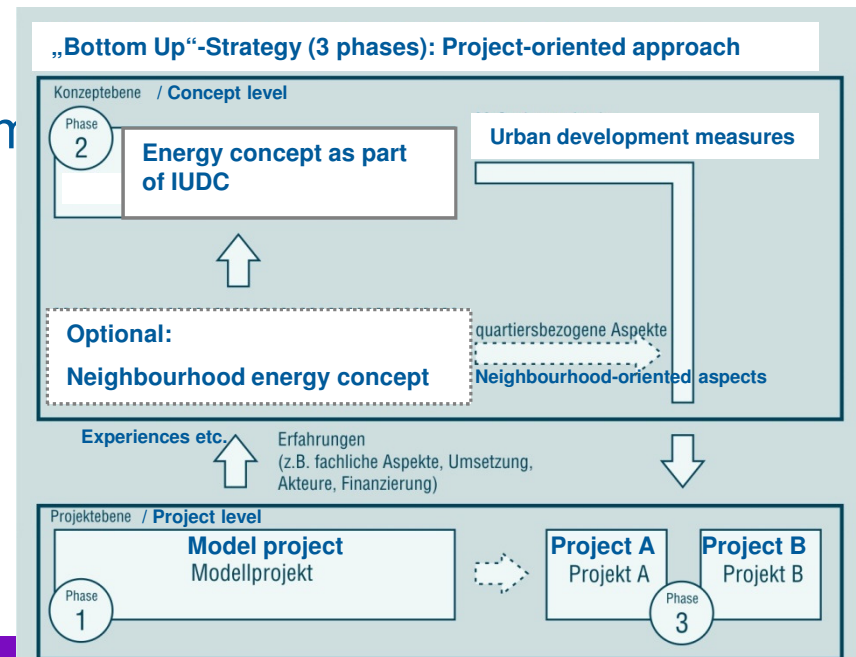 „Bottom Up“-Strategy (3 phases): Project-oriented approach
Konzeptebene / Concept level
Phase
2
Energy concept as part
of IUDC
Urban development measures
Optional:
Neighbourhood energy concept
quartiersbezogene Aspekte
Neighbourhood-oriented aspects
Experiences etc.
Erfahrungen
(z.B. fachliche Aspekte, Umsetzung,
Akteure, Finanzierung)
Projektebene / Project level
Model project
Modellprojekt
Phase
1
Project A
Projekt A
Project B
Projekt B
Phase
3